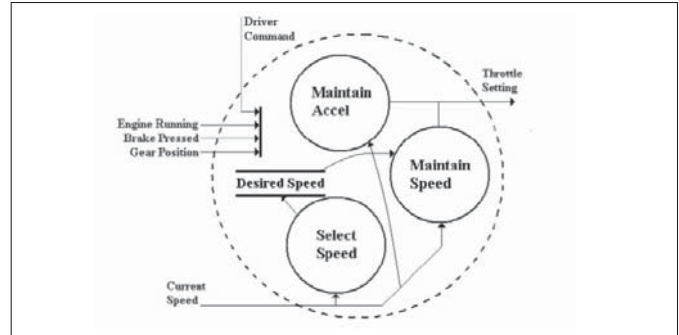 Driver
Command
Throttle
Setting
Maintain
Accel
Engine Running
Brake Pressed
Gear Position
Maintain
Speed
Desired Speed
Select
Speed
Current
Speed